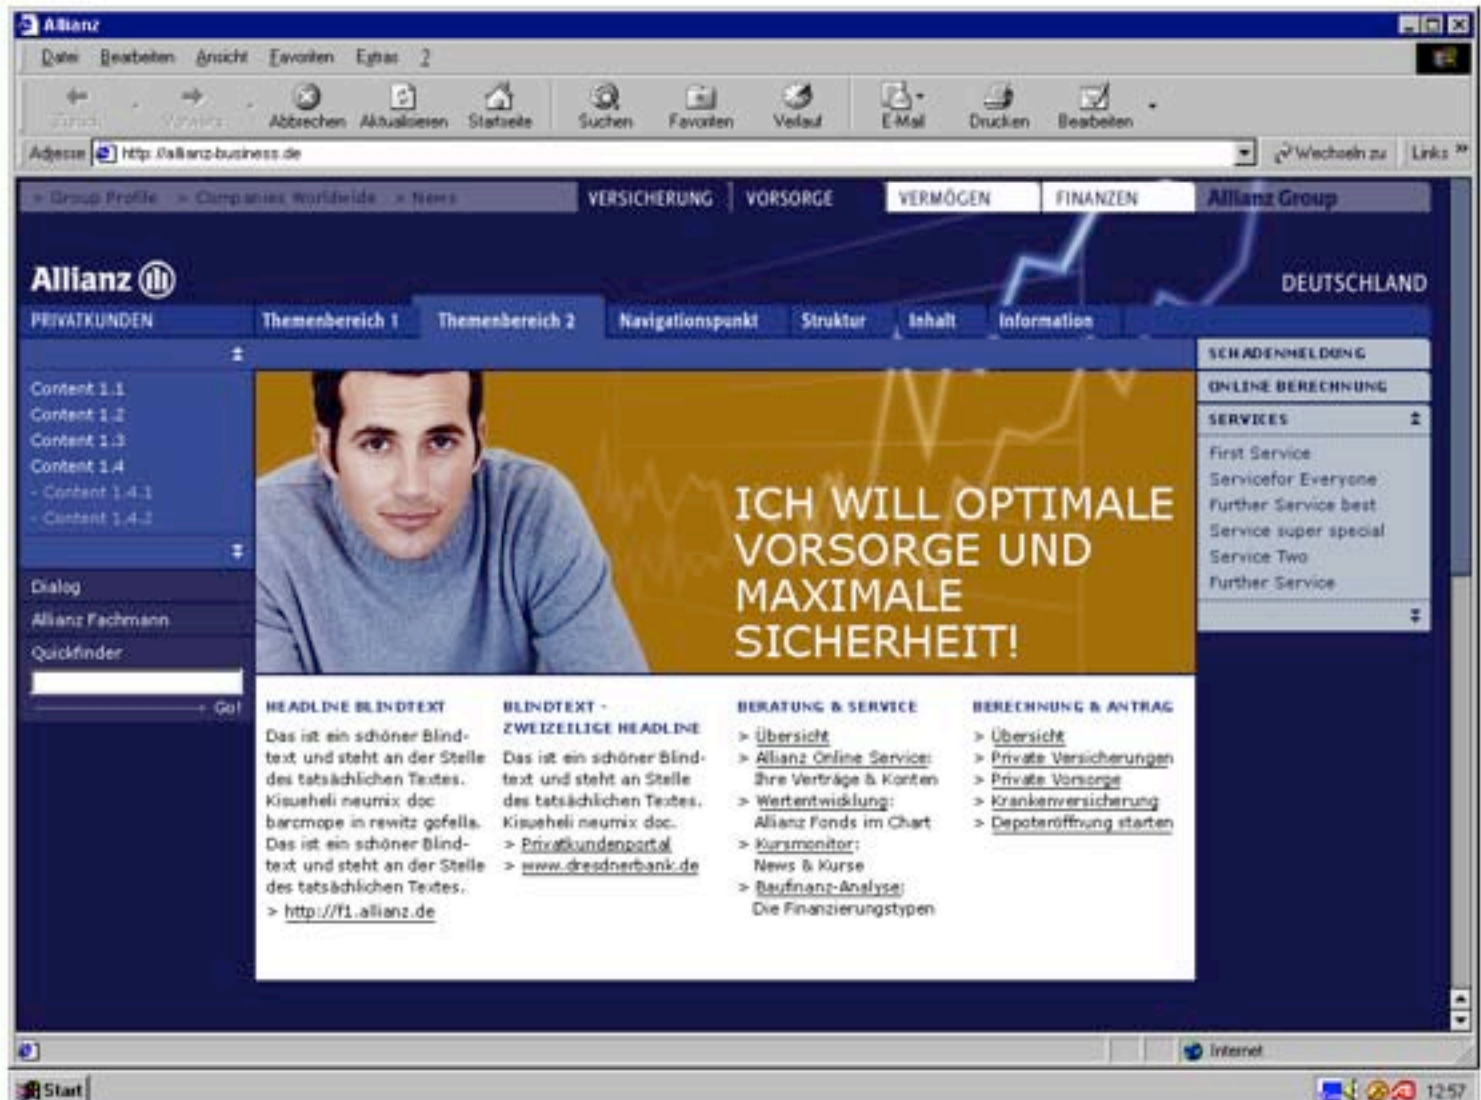 Allianz
Datei Bearbeiten Ansicht Favoriten Extras ?
Zurück Vorwärts Abbrechen Aktualisieren Startseite Suchen Favoriten Verlauf E-Mail Drucken Bearbeiten
Adresse http://allianz-business.de Wechseln zu Links »
> Group Profile > Companies Worldwide > News VERSICHERUNG VORSORGE VERMÖGEN FINANZEN Allianz Group
Allianz
DEUTSCHLAND
PRIVATKUNDEN Themenbereich 1 Themenbereich 2 Navigationspunkt Struktur Inhalt Information
Content 1.1
Content 1.2
Content 1.3
Content 1.4
- Content 1.4.1
- Content 1.4.2
Dialog
Allianz Fachmann
Quickfinder
Go!
ICH WILL OPTIMALE
VORSORGE UND
MAXIMALE
SICHERHEIT!
SCHADENMELDUNG
ONLINE BERECHNUNG
SERVICES
First Service
Servicefor Everyone
Further Service best
Service super special
Service Two
Further Service
HEADLINE BLINDTEXT
Das ist ein schöner Blind-
text und steht an der Stelle
des tatsächlichen Textes.
Kisueheli neumix doc
barcmope in rewitz gofella.
Das ist ein schöner Blind-
text und steht an der Stelle
des tatsächlichen Textes.
> http://f1.allianz.de
BLINDTEXT -
ZWEIZEILIGE HEADLINE
Das ist ein schöner Blind-
text und steht an Stelle
des tatsächlichen Textes.
Kisueheli neumix doc.
> Privatkundenportal
> www.dresdnerbank.de
BERATUNG & SERVICE
> Übersicht
> Allianz Online Service:
Ihre Verträge & Konten
> Wertentwicklung:
Allianz Fonds im Chart
> Kursmonitor:
News & Kurse
> Baufinanz-Analyse:
Die Finanzierungstypen
BERECHNUNG & ANTRAG
> Übersicht
> Private Versicherungen
> Private Vorsorge
> Krankenversicherung
> Depoteröffnung starten
Internet
Start 12:57